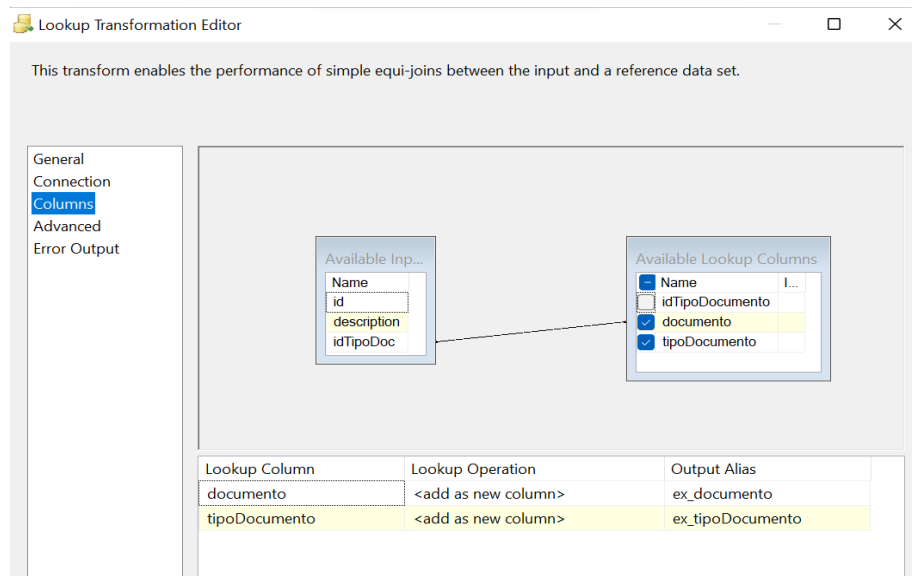 Lookup Transformation Editor
This transform enables the performance of simple equi-joins between the input and a reference data set.
General
Connection
Columns
Advanced
Error Output
Available Inp...
Name
id
description
idTipoDoc
Available Lookup Columns
Name I...
idTipoDocumento
documento
tipoDocumento
Lookup Column Lookup Operation Output Alias
documento <add as new column> ex_documento
tipoDocumento <add as new column> ex_tipoDocumento